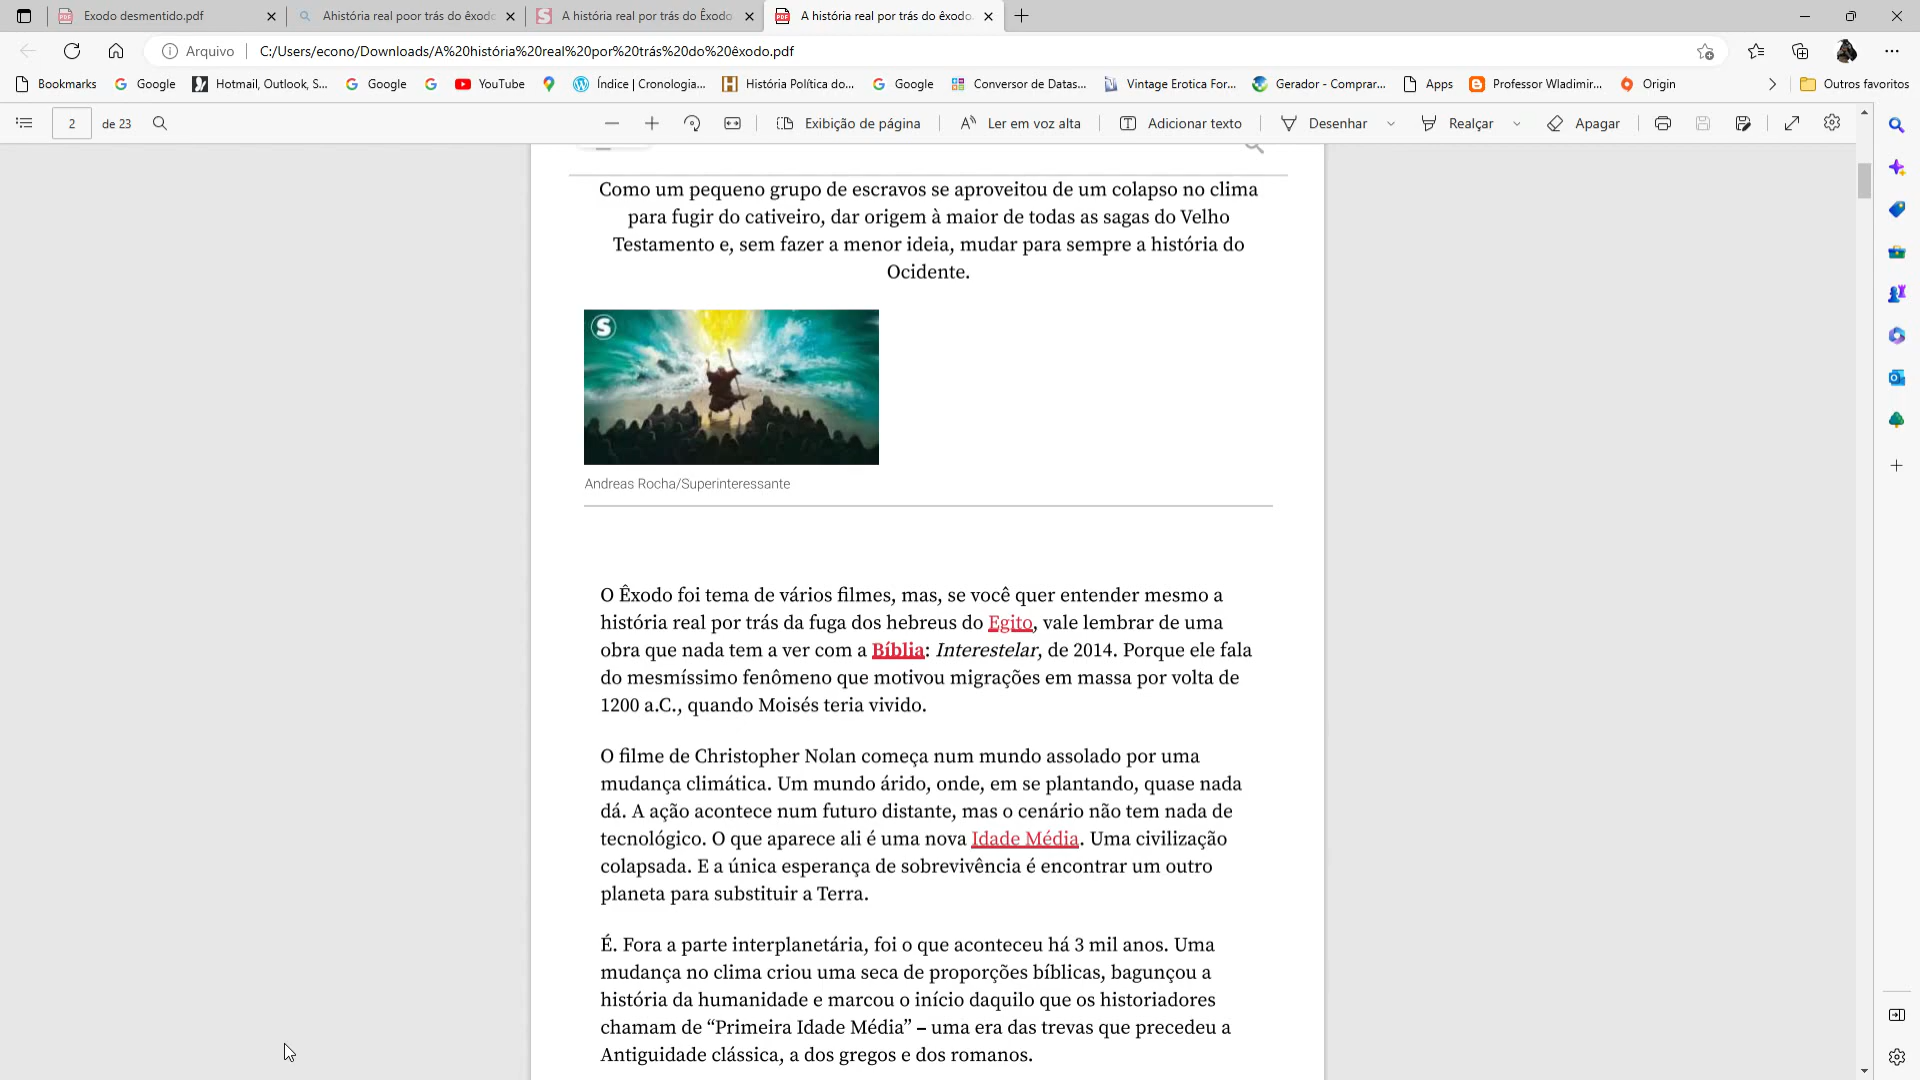 Exodo desmentido.pdf
Ahistória real poor trás do êxodo
A história real por trás do Êxodo
A história real por trás do êxodo.
Arquivo
C:/Users/econo/Downloads/A%20história%20real%20por%20trás%20do%20êxodo.pdf
Bookmarks Google Hotmail, Outlook, S... Google YouTube Índice | Cronologia... História Política do... Google Conversor de Datas... Vintage Erotica For... Gerador - Comprar... Apps Professor Wladimir... Origin Outros favoritos
2 de 23 Exibição de página Ler em voz alta Adicionar texto Desenhar Realçar Apagar
Como um pequeno grupo de escravos se aproveitou de um colapso no clima
para fugir do cativeiro, dar origem à maior de todas as sagas do Velho
Testamento e, sem fazer a menor ideia, mudar para sempre a história do
Ocidente.
S
Andreas Rocha/Superinteressante
O Êxodo foi tema de vários filmes, mas, se você quer entender mesmo a
história real por trás da fuga dos hebreus do Egito, vale lembrar de uma
obra que nada tem a ver com a Bíblia: Interestelar, de 2014. Porque ele fala
do mesmíssimo fenômeno que motivou migrações em massa por volta de
1200 a.C., quando Moisés teria vivido.
O filme de Christopher Nolan começa num mundo assolado por uma
mudança climática. Um mundo árido, onde, em se plantando, quase nada
dá. A ação acontece num futuro distante, mas o cenário não tem nada de
tecnológico. O que aparece ali é uma nova Idade Média. Uma civilização
colapsada. E a única esperança de sobrevivência é encontrar um outro
planeta para substituir a Terra.
É. Fora a parte interplanetária, foi o que aconteceu há 3 mil anos. Uma
mudança no clima criou uma seca de proporções bíblicas, bagunçou a
história da humanidade e marcou o início daquilo que os historiadores
chamam de “Primeira Idade Média” – uma era das trevas que precedeu a
Antiguidade clássica, a dos gregos e dos romanos.